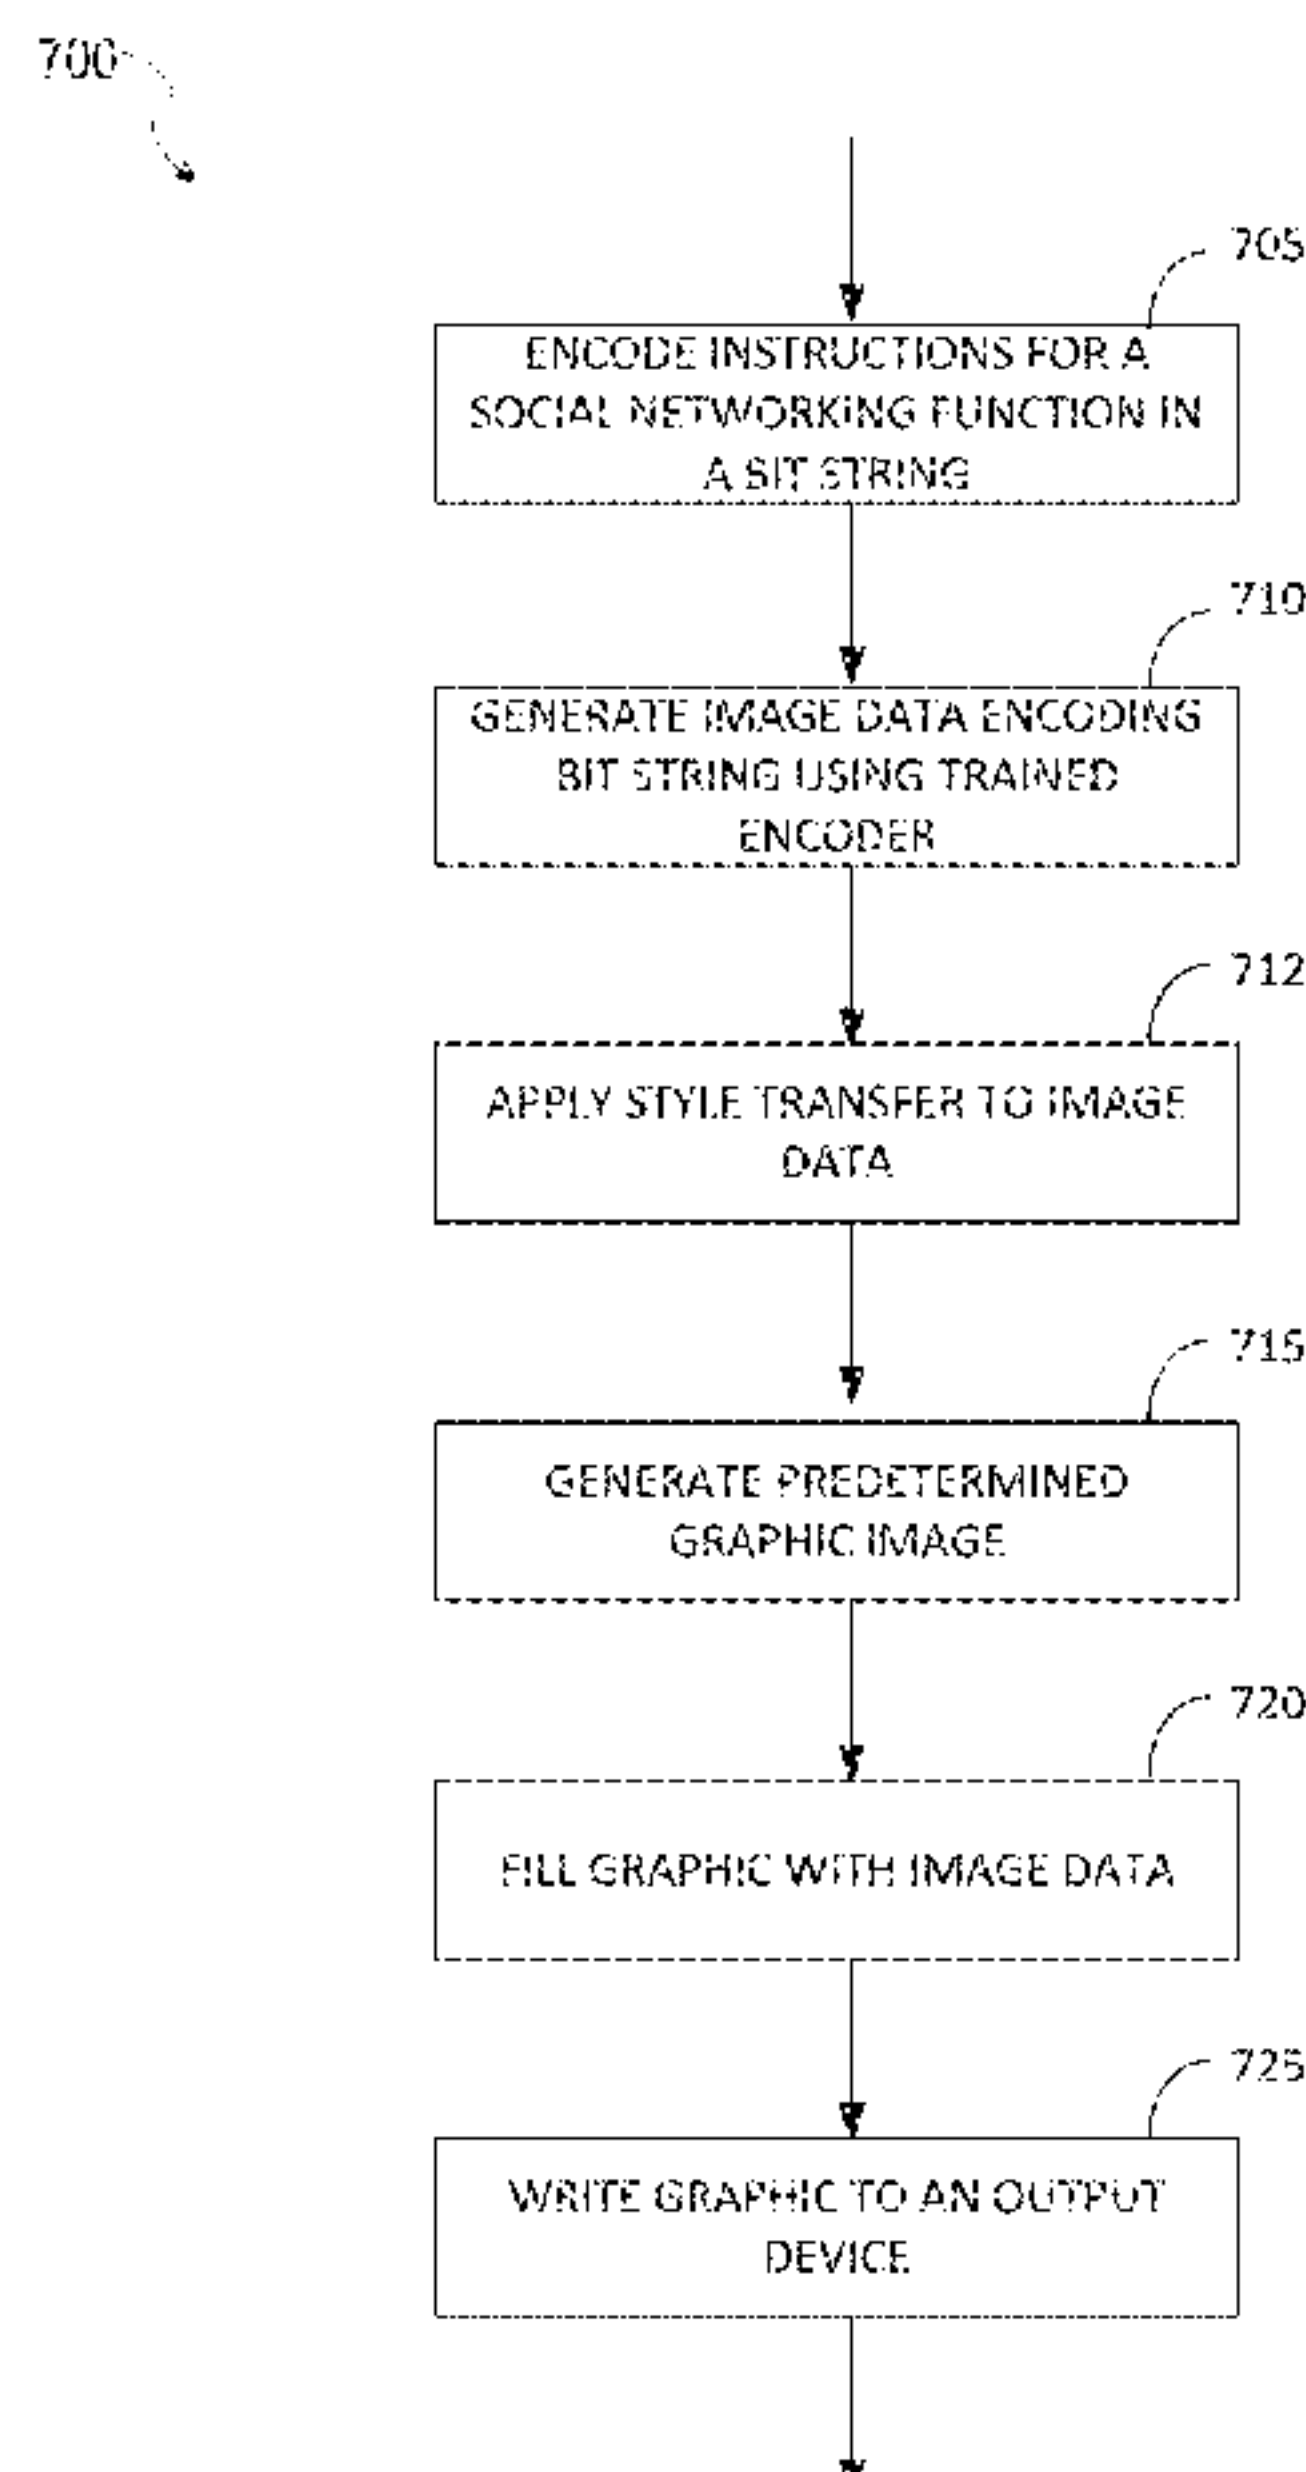 700
705
ENCODE INSTRUCTIONS FOR A
SOCIAL NETWORKING FUNCTION IN
A BIT STRING
710
GENERATE IMAGE DATA ENCODING
BIT STRING USING TRAINED
ENCODER
712
APPLY STYLE TRANSFER TO IMAGE
DATA
715
GENERATE PREDETERMINED
GRAPHIC IMAGE
720
FILL GRAPHIC WITH IMAGE DATA
725
WRITE GRAPHIC TO AN OUTPUT
DEVICE